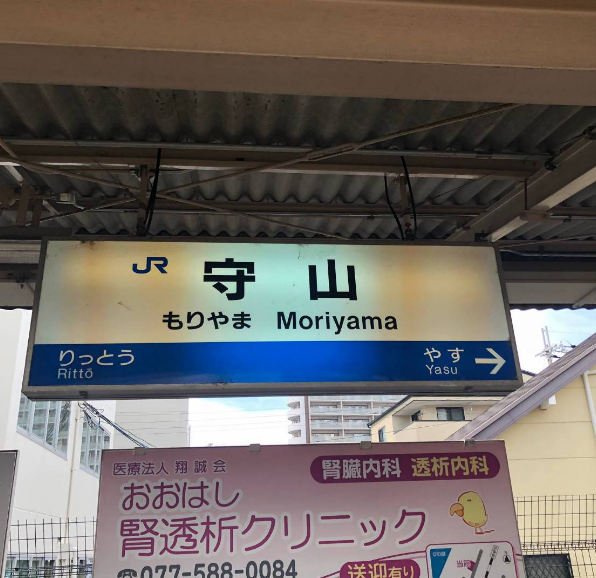 JR 守山
もりやま Moriyama
りっとう やす →
Rittō Yasu
医療法人 翔誠会 腎臓内科 透析内科
おおはし
腎透析クリニック
☎077-588-0084 送迎有り
当院